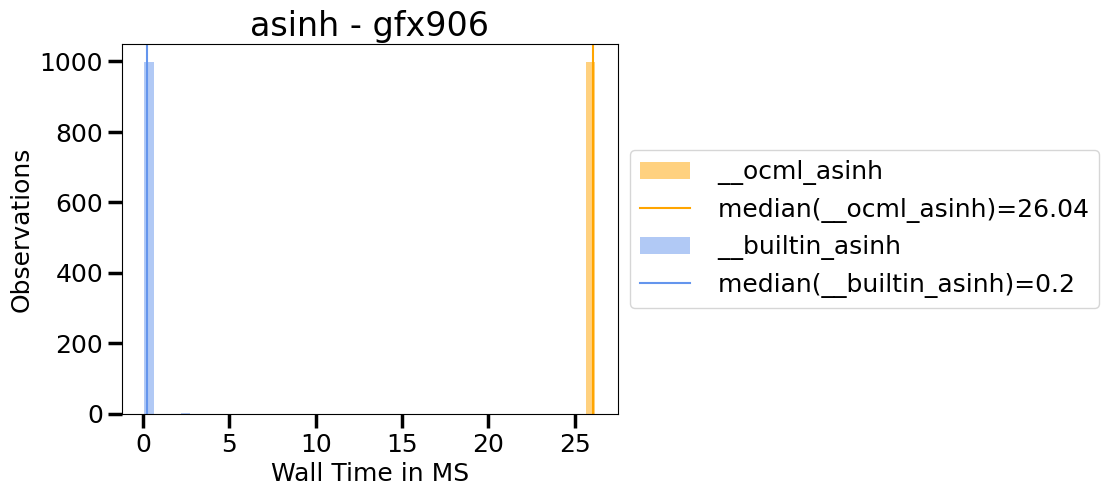 asinh - gfx906
1000
800
600
400
200
0
Observations
0 5 10 15 20 25
Wall Time in MS
__ocml_asinh
median(__ocml_asinh)=26.04
__builtin_asinh
median(__builtin_asinh)=0.2